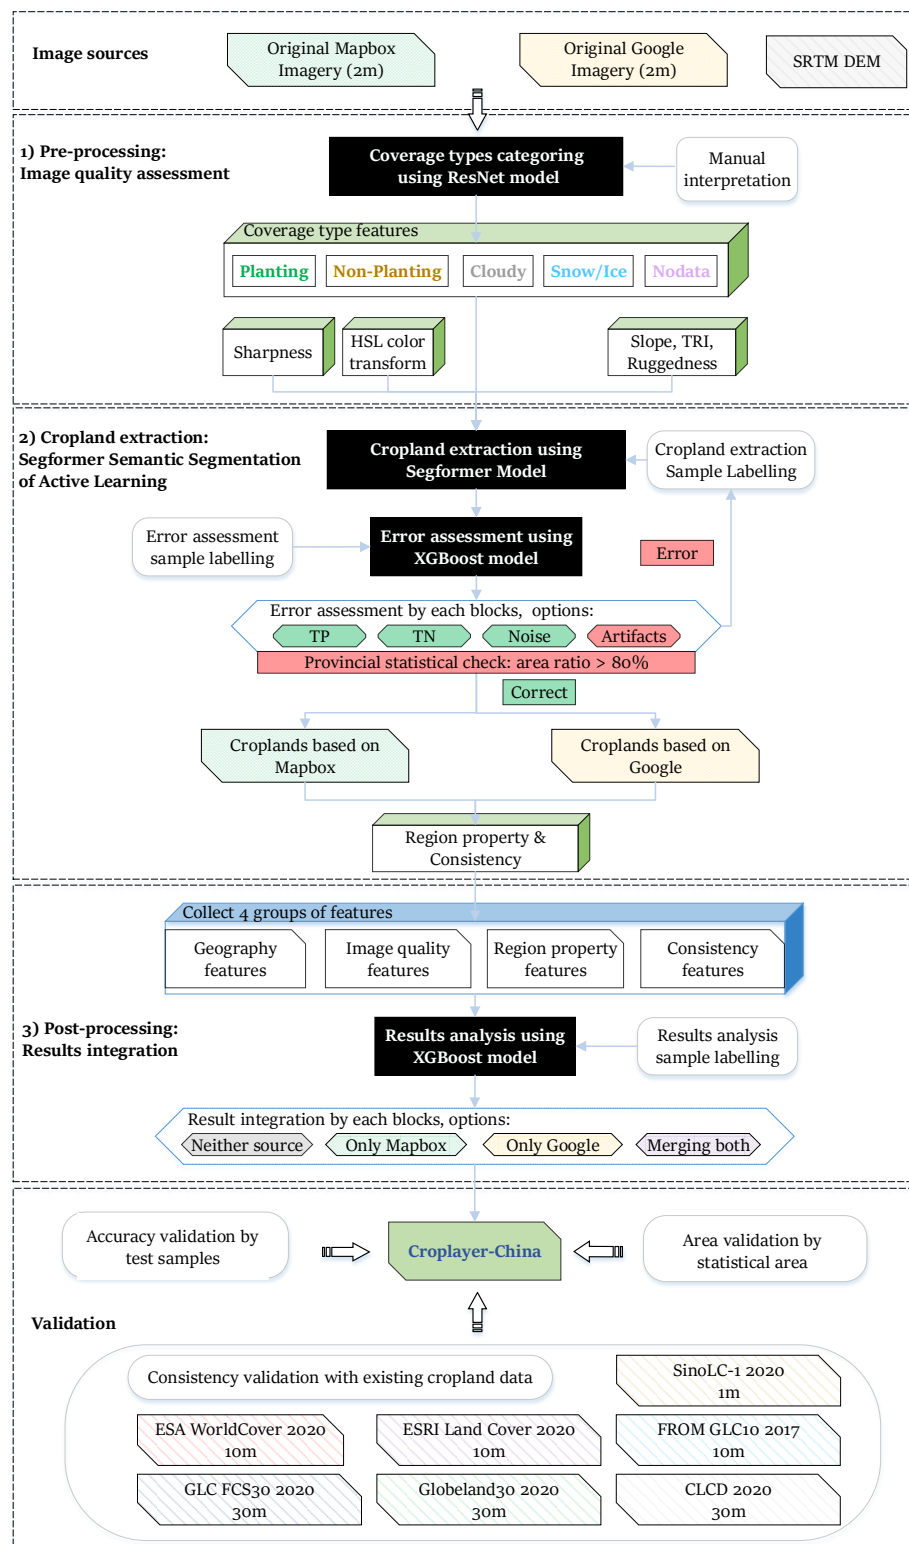 Image sources
Original Mapbox
Imagery (2m)
Original Google
Imagery (2m)
SRTM DEM
1) Pre-processing:
Image quality assessment
Coverage types categoring
using ResNet model
Manual
interpretation
Coverage type features
Planting
Non-Planting
Cloudy
Snow/Ice
Nodata
Sharpness
HSL color
transform
Slope, TRI,
Ruggedness
2) Cropland extraction:
Segformer Semantic Segmentation
of Active Learning
Cropland extraction using
Segformer Model
Cropland extraction
Sample Labelling
Error assessment
sample labelling
Error assessment using
XGBoost model
Error
Error assessment by each blocks,  options:
TP
TN
Noise
Artifacts
Provincial statistical check: area ratio > 80%
Correct
Croplands based on
Mapbox
Croplands based on
Google
Region property &
Consistency
Collect 4 groups of features
Geography
features
Image quality
features
Region property
features
Consistency
features
3) Post-processing:
Results integration
Results analysis using
XGBoost model
Results analysis
sample labelling
Result integration by each blocks, options:
Neither source
Only Mapbox
Only Google
Merging both
Accuracy validation by
test samples
Croplayer-China
Area validation by
statistical area
Validation
Consistency validation with existing cropland data
SinoLC-1 2020
1m
ESA WorldCover 2020
10m
ESRI Land Cover 2020
10m
FROM GLC10 2017
10m
GLC FCS30 2020
30m
Globeland30 2020
30m
CLCD 2020
30m